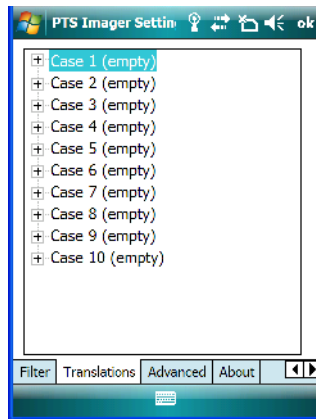 PTS Imager Settin ok
Case 1 (empty)
Case 2 (empty)
Case 3 (empty)
Case 4 (empty)
Case 5 (empty)
Case 6 (empty)
Case 7 (empty)
Case 8 (empty)
Case 9 (empty)
Case 10 (empty)
Filter Translations Advanced About